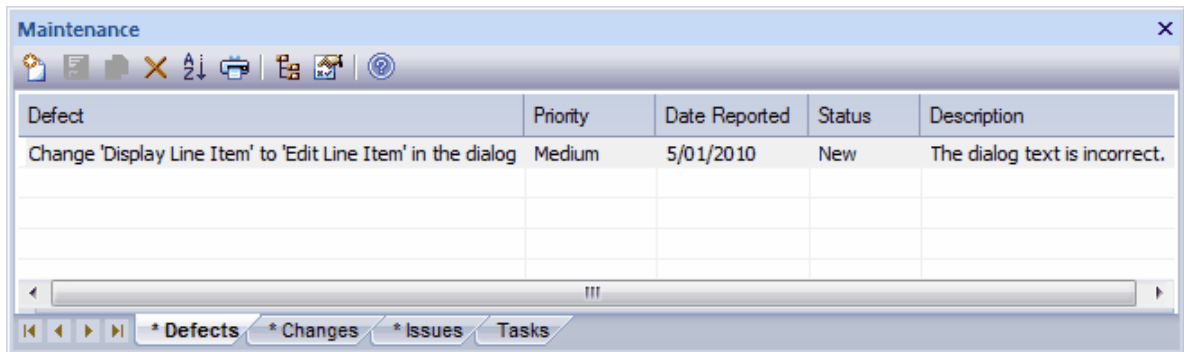 Maintenance
Defect Priority Date Reported Status Description
Change 'Display Line Item' to 'Edit Line Item' in the dialog Medium 5/01/2010 New The dialog text is incorrect.
* Defects * Changes * Issues Tasks